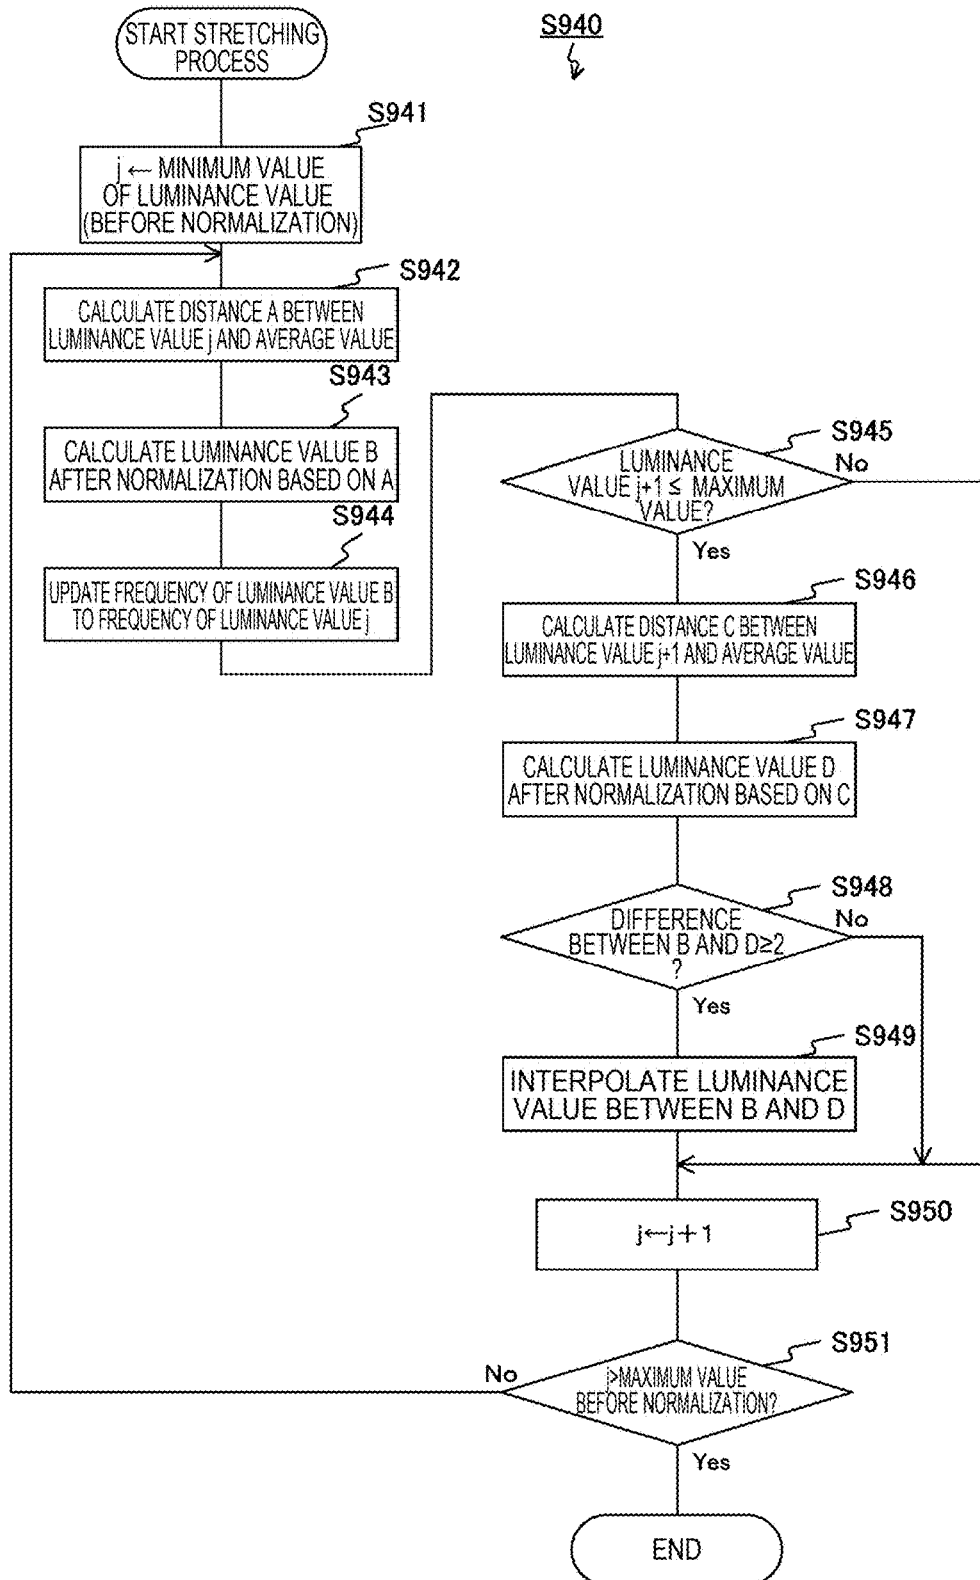 START STRETCHING
PROCESS
S940
S941
j ← MINIMUM VALUE
OF LUMINANCE VALUE
(BEFORE NORMALIZATION)
S942
CALCULATE DISTANCE A BETWEEN
LUMINANCE VALUE j AND AVERAGE VALUE
S943
CALCULATE LUMINANCE VALUE B
AFTER NORMALIZATION BASED ON A
S944
UPDATE FREQUENCY OF LUMINANCE VALUE B
TO FREQUENCY OF LUMINANCE VALUE j
S945
LUMINANCE
VALUE j+1 ≤ MAXIMUM
VALUE?
No
Yes
S946
CALCULATE DISTANCE C BETWEEN
LUMINANCE VALUE j+1 AND AVERAGE VALUE
S947
CALCULATE LUMINANCE VALUE D
AFTER NORMALIZATION BASED ON C
S948
DIFFERENCE
BETWEEN B AND D≥2
?
No
Yes
S949
INTERPOLATE LUMINANCE
VALUE BETWEEN B AND D
S950
j←j+1
S951
j>MAXIMUM VALUE
BEFORE NORMALIZATION?
No
Yes
END